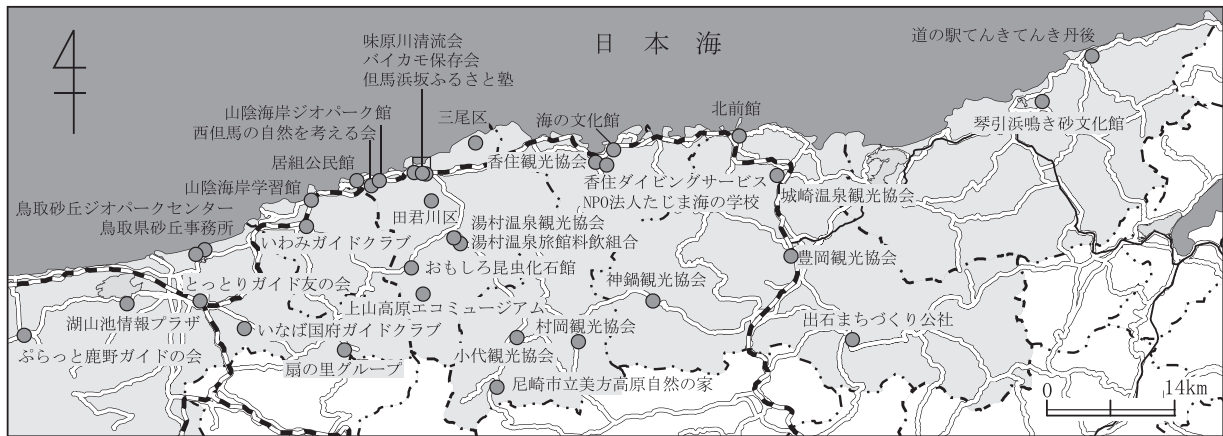 日本海
道の駅てんきてんき丹後
味原川清流会
バイカモ保存会
但馬浜坂ふるさと塾
山陰海岸ジオパーク館
西但馬の自然を考える会
三尾区
海の文化館
北前館
琴引浜鳴き砂文化館
居組公民館
香住観光協会
山陰海岸学習館
香住ダイビングサービス
NPO法人たじま海の学校
城崎温泉観光協会
鳥取砂丘ジオパークセンター
鳥取県砂丘事務所
田君川区
湯村温泉観光協会
湯村温泉旅館料飲組合
いわみガイドクラブ
豊岡観光協会
おもしろ昆虫化石館
とっとりガイド友の会
神鍋観光協会
上山高原エコミュージアム
湖山池情報プラザ
いなば国府ガイドクラブ
村岡観光協会
出石まちづくり公社
ぷらっと鹿野ガイドの会
小代観光協会
扇の里グループ
尼崎市立美方高原自然の家
0 14km